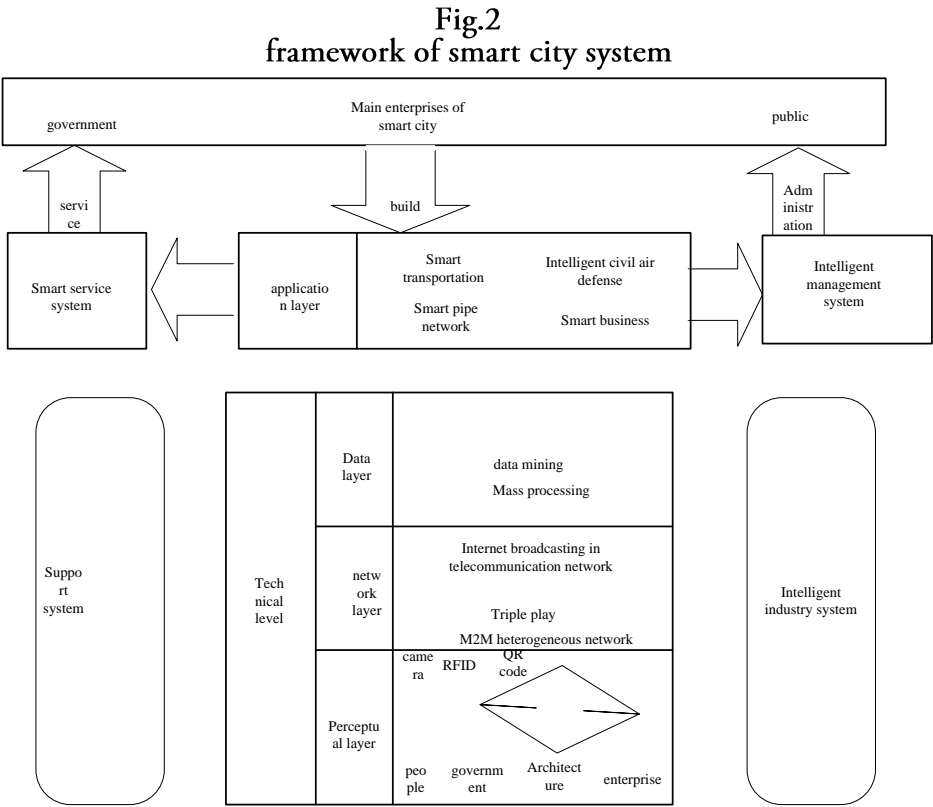 Fig.2
framework of smart city system
government
Main enterprises of
smart city
public
servi
ce
build
Adm
inistr
ation
Smart service
system
applicatio
n layer
Smart
transportation
Intelligent civil air
defense
Smart pipe
network
Smart business
Intelligent
management
system
Suppo
rt
system
Tech
nical
level
Data
layer
data mining
Mass processing
netw
ork
layer
Internet broadcasting in
telecommunication network
Triple play
M2M heterogeneous network
Perceptu
al layer
came
ra
RFID
QR
code
peo
ple
governm
ent
Architect
ure
enterprise
Intelligent
industry system